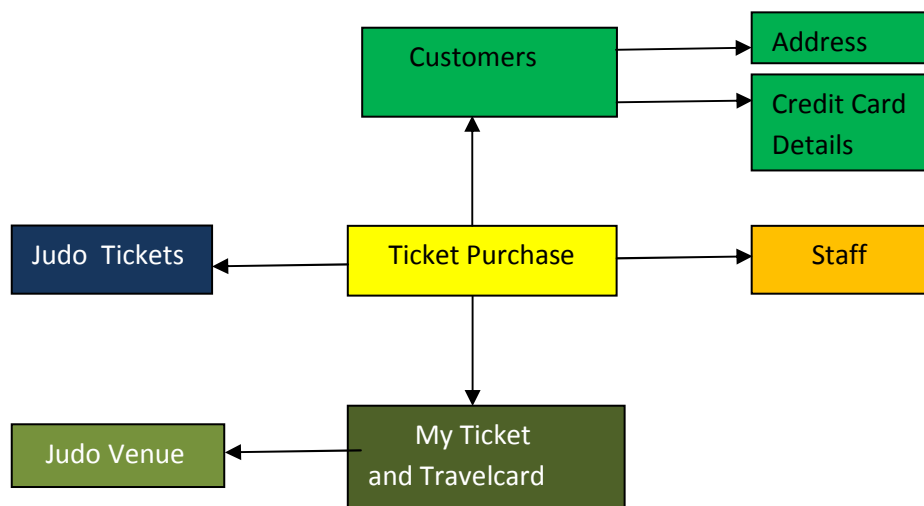 Customers
Address
Credit Card
Details
Judo Tickets
Ticket Purchase
Staff
Judo Venue
My Ticket
and Travelcard